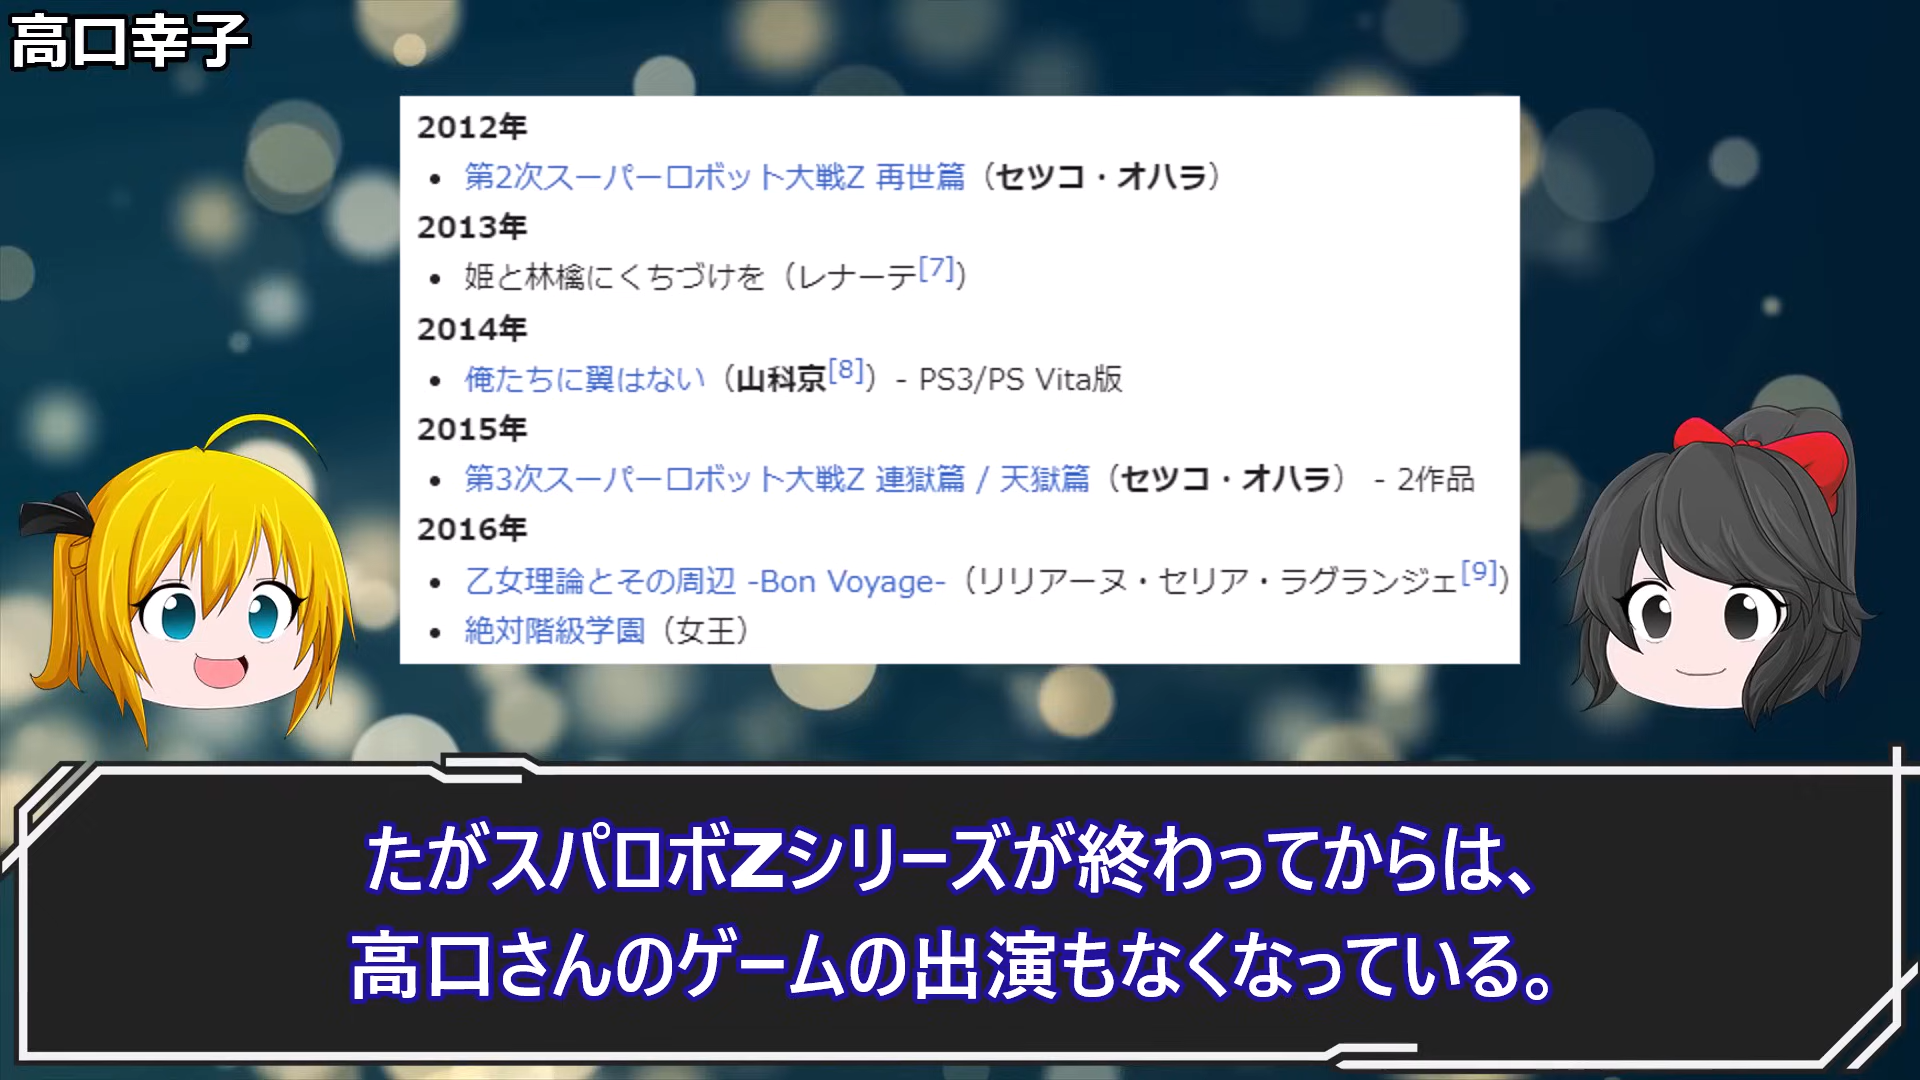 高口幸子
2012年
• 第2次スーパーロボット大戦Z 再世篇（セツコ・オハラ）
2013年
• 姫と林檎にくちづけを（レナーテ[7]）
2014年
• 俺たちに翼はない（山科京[8]）- PS3/PS Vita版
2015年
• 第3次スーパーロボット大戦Z 連獄篇 / 天獄篇（セツコ・オハラ） - 2作品
2016年
• 乙女理論とその周辺 -Bon Voyage-（リリアーヌ・セリア・ラグランジェ[9]）
• 絶対階級学園（女王）
たがスパロボZシリーズが終わってからは、
高口さんのゲームの出演もなくなっている。